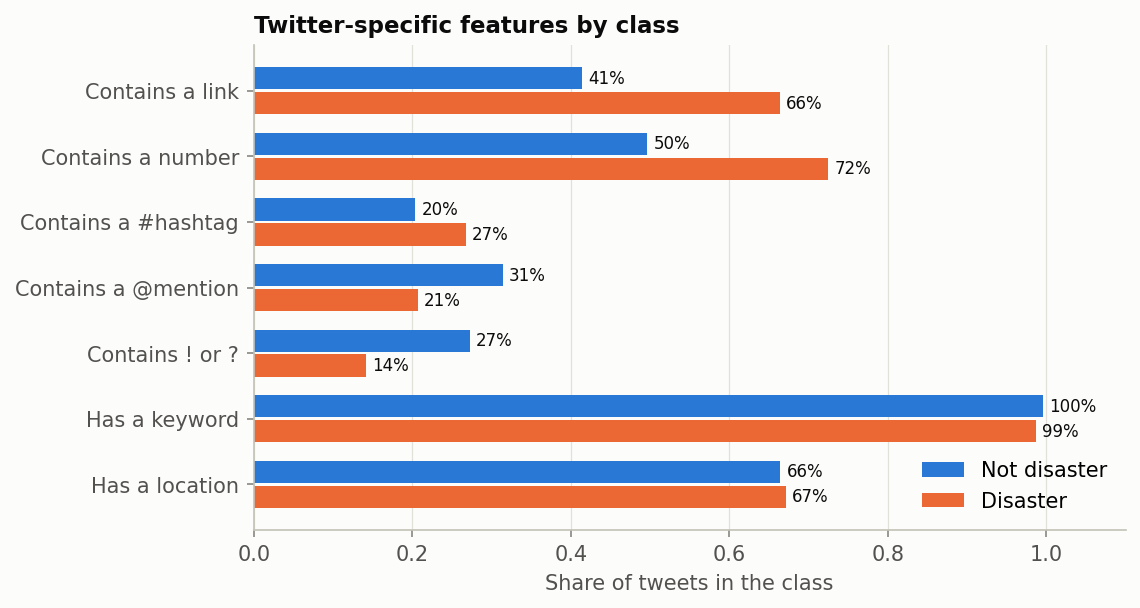 Twitter-specific features by class
Contains a link
41%
66%
Contains a number
50%
72%
Contains a #hashtag
20%
27%
Contains a @mention
31%
21%
Contains ! or ?
27%
14%
Has a keyword
100%
99%
Has a location
66%
67%
Not disaster
Disaster
0.0 0.2 0.4 0.6 0.8 1.0
Share of tweets in the class